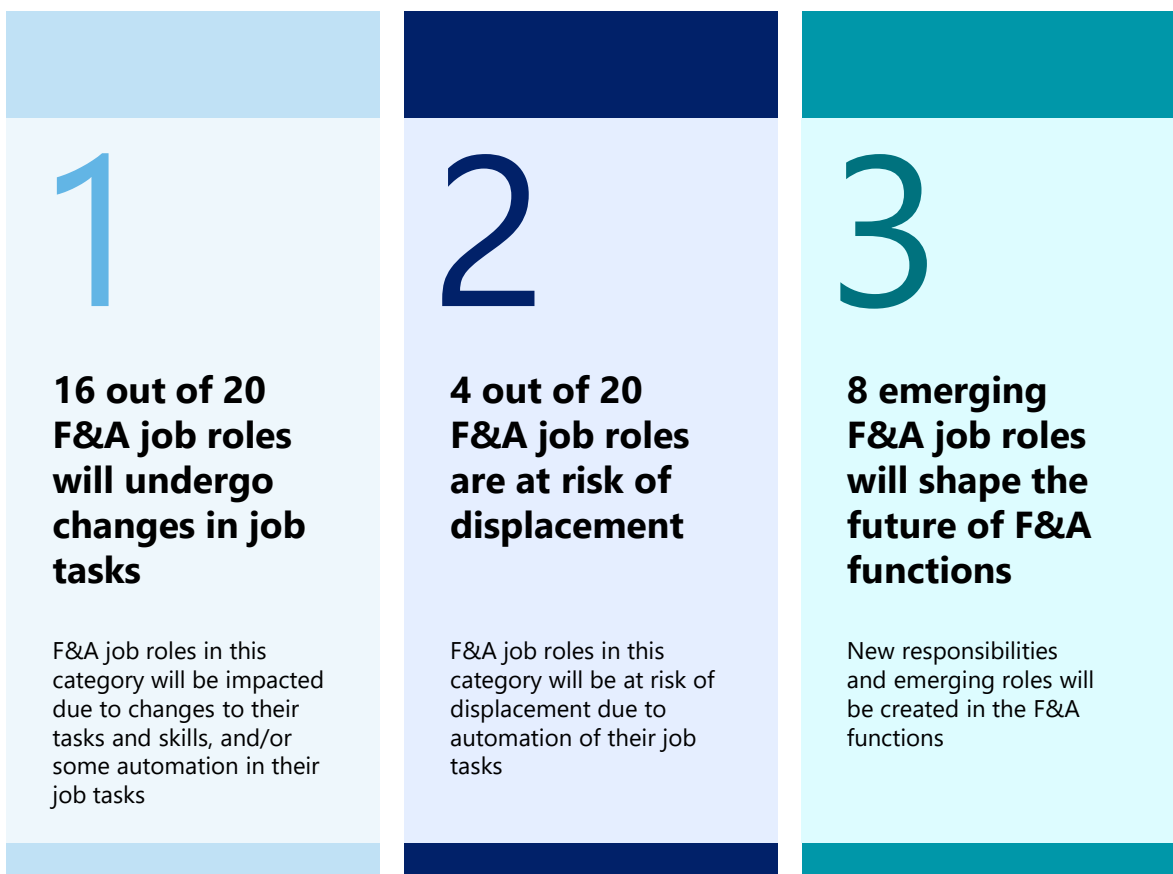 1
16 out of 20
F&A job roles
will undergo
changes in job
tasks
F&A job roles in this
category will be impacted
due to changes to their
tasks and skills, and/or
some automation in their
job tasks
2
4 out of 20
F&A job roles
are at risk of
displacement
F&A job roles in this
category will be at risk of
displacement due to
automation of their job
tasks
3
8 emerging
F&A job roles
will shape the
future of F&A
functions
New responsibilities
and emerging roles will
be created in the F&A
functions